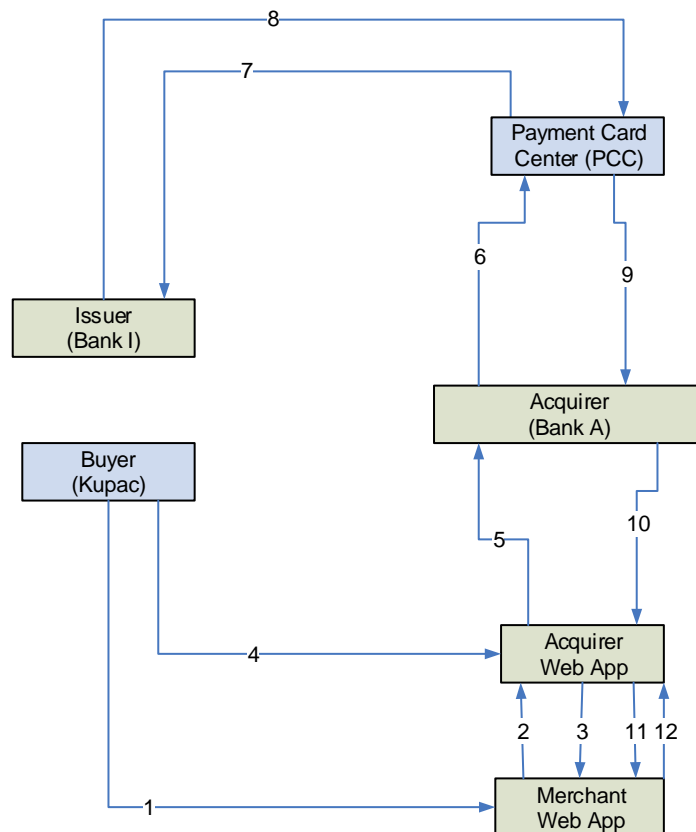 8
7
Payment Card
Center (PCC)
6
9
Issuer
(Bank I)
Acquirer
(Bank A)
Buyer
(Kupac)
5
10
Acquirer
Web App
4
2
3
11
12
Merchant
Web App
1